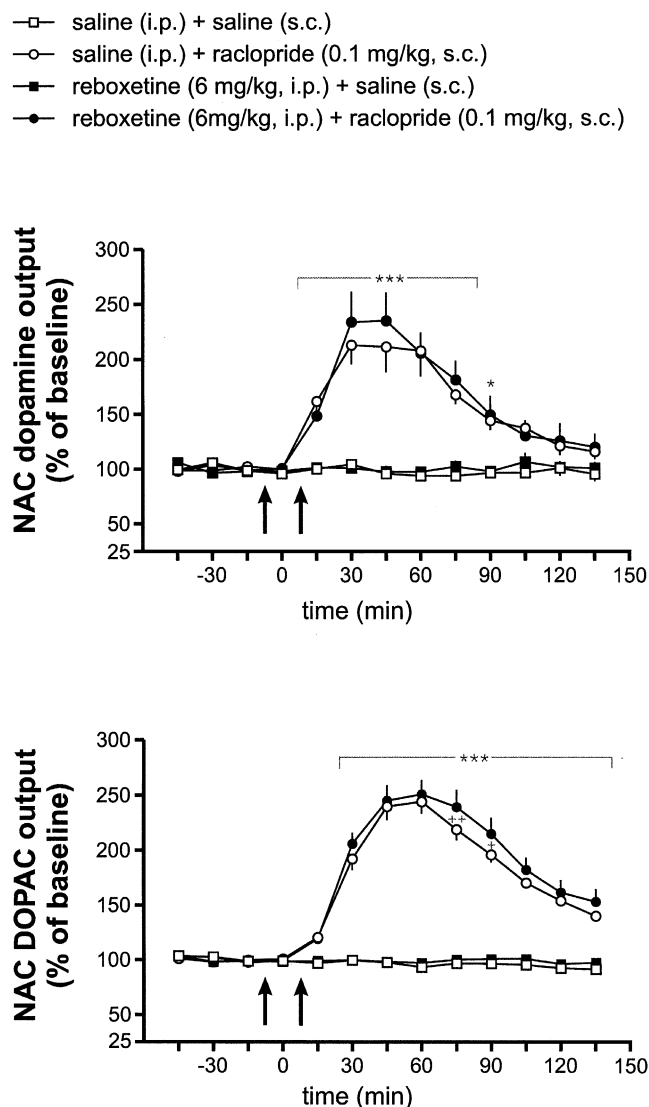 saline (i.p.) + saline (s.c.)
saline (i.p.) + raclopride (0.1 mg/kg, s.c.)
reboxetine (6 mg/kg, i.p.) + saline (s.c.)
reboxetine (6mg/kg, i.p.) + raclopride (0.1 mg/kg, s.c.)
NAC dopamine output
(% of baseline)
300
250
200
150
100
50
25
***
*
-30 0 30 60 90 120 150
time (min)
NAC DOPAC output
(% of baseline)
300
250
200
150
100
50
25
***
++
+
-30 0 30 60 90 120 150
time (min)